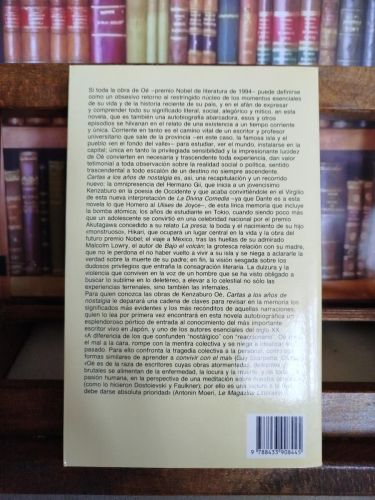 Si toda la obra de Oé –premio Nobel de literatura de 1994– puede definirse
como un obsesivo retorno al restringido núcleo de los momentos esenciales
de su vida y de la historia reciente de su país, y en el afán de expresar
y comprender todo su significado literal, social, alegórico y mítico, en esta
novela, que es también una autobiografía abarcadora, esos y otros
episodios se hilvanan en el relato de una existencia a un tiempo corriente
y única. Corriente en tanto es el camino vital de un escritor y profesor
universitario que sale de la provincia –en este caso, la famosa isla y el
pueblo «en el fondo del valle»– para estudiar, ver el mundo, instalarse en la
capital; única en tanto la privilegiada sensibilidad y la impresionante lucidez
de Oé convierten en necesaria y trascendente toda experiencia, dan valor
testimonial a toda observación sobre la realidad social o política, sentido
trascendental a todo escalón de un destino no siempre ascendente.
Cartas a los años de nostalgia es, así, una recapitulación y un recorrido
nuevo: la omnipresencia del Hermano Gii, que inicia a un jovencísimo
Kenzaburo en la poesía de Occidente y que acaba convirtiéndose en el Virgilio
de esta nueva interpretación de La Divina Comedia –ya que Dante es a esta
novela lo que Homero al Ulises de Joyce–, de esta lírica memoria que incluye
la bomba atómica; los años de estudiante en Tokio, cuando siendo poco más
que un adolescente se convirtió en una celebridad nacional por el premio
Akutagawa concedido a su relato La presa; la boda y el nacimiento de su hijo
«monstruoso», Hikari, que ocupará un lugar central en la vida y la obra del
futuro premio Nobel; el viaje a México, tras las huellas de su admirado
Malcolm Lowry, el autor de Bajo el volcán; la grotesca relación con su madre,
que no le perdona el no haber vuelto a vivir a su isla y se niega a aclararle la
verdad sobre la muerte de su padre; en fin, la visión sesgada sobre los
dudosos privilegios que entraña la consagración literaria. La dulzura y la
violencia que conviven en la voz de un hombre que se ha visto obligado a
buscar lo sublime en lo deletéreo, a elevar a lo celestial no sólo las
experiencias terrenales, sino también las infernales.
Para quien conozca las obras de Kenzaburo Oé, Cartas a los años de
nostalgia le deparará una cadena de claves para revisar en la memoria los
significados más evidentes y los más recónditos de aquellas narraciones;
quien lo lea por primera vez encontrará en esta novela autobiográfica un
esplendoroso pórtico de entrada al conocimiento del más importante
escritor vivo en Japón, y uno de los autores esenciales del siglo XX.
«A diferencia de los que confunden "nostálgico" con "reaccionario", Oé mira
el mal a la cara, rompe con la mentira colectiva y se niega a idealizar el
pasado. Para ello confronta la tragedia colectiva a la personal, como
formas similares de aprender a convivir con el mal» (Guy
«Oé es de la raza de escritores cuyas obras atormentadas,
brutales se alimentan de la enfermedad, la locura y la muerte, y de toda
pasión humana, en la perspectiva de una meditación sobre nuestro
(como lo hicieron Dostoievski y Faulkner); por ello es una lectura a la que
debe darse absoluta prioridad» (Antonin Moeri, Le Magazine Littéraire).
9 788433 908445